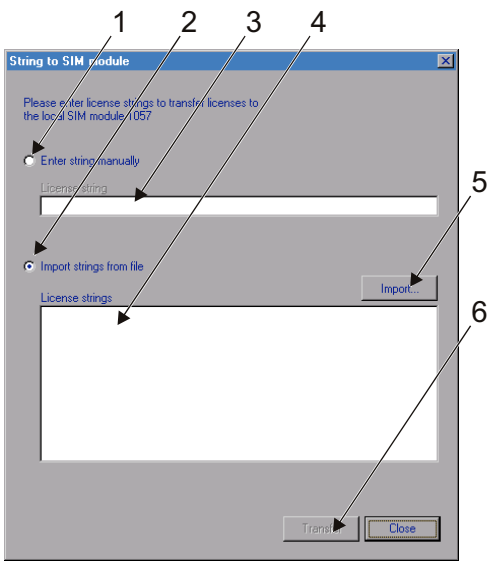 1 2 3 4
String to SIM module
Please enter license strings to transfer licenses to
the local SIM module 1057
Enter string manually
5
License string
Import strings from file
Import...
License strings
6
Transfer
Close